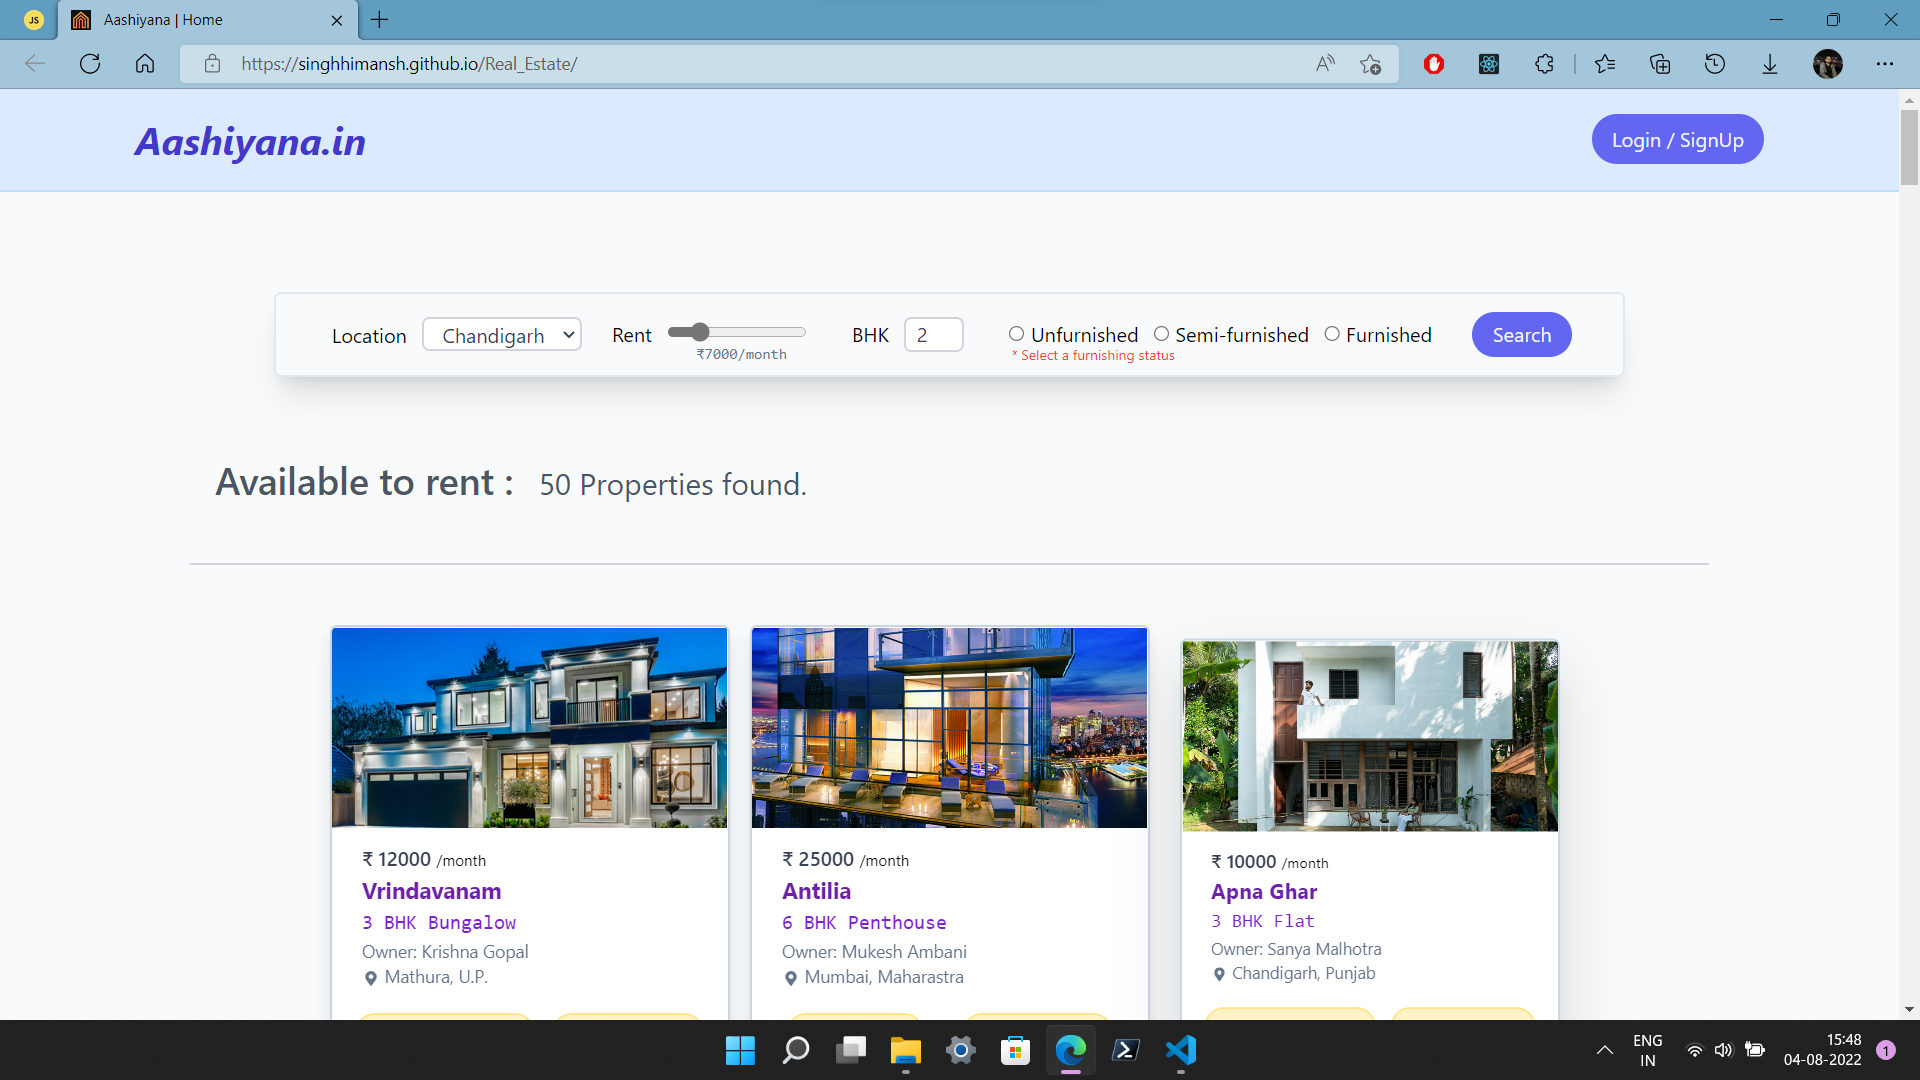 JS
Aashiyana | Home
https://singhhimansh.github.io/Real_Estate/
Aashiyana.in
Login / SignUp
Location Chandigarh Rent BHK 2 Unfurnished Semi-furnished Furnished Search
₹7000/month * Select a furnishing status
Available to rent : 50 Properties found.
₹ 12000 /month
Vrindavanam
3 BHK Bungalow
Owner: Krishna Gopal
Mathura, U.P.
₹ 25000 /month
Antilia
6 BHK Penthouse
Owner: Mukesh Ambani
Mumbai, Maharastra
₹ 10000 /month
Apna Ghar
3 BHK Flat
Owner: Sanya Malhotra
Chandigarh, Punjab
ENG
IN
15:48
04-08-2022
1